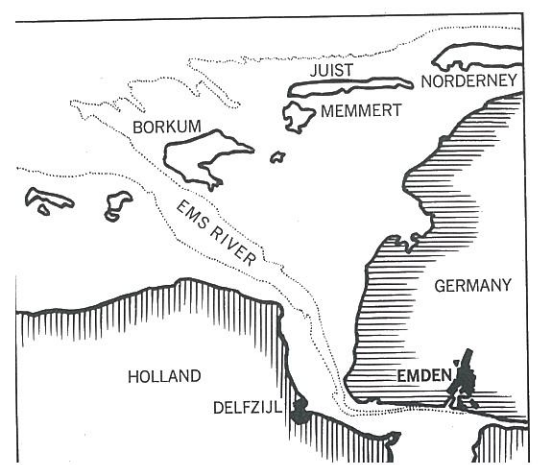 JUIST
NORDERNEY
MEMMERT
BORKUM
EMS RIVER
GERMANY
HOLLAND
EMDEN
DELFZIJL